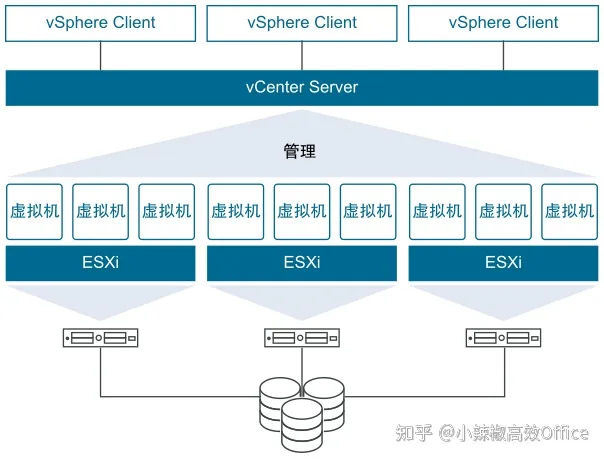 vSphere Client
vSphere Client
vSphere Client
vCenter Server
管理
虚拟机
虚拟机
虚拟机
虚拟机
虚拟机
虚拟机
虚拟机
虚拟机
虚拟机
ESXi
ESXi
ESXi
知乎 @小辣椒高效Office